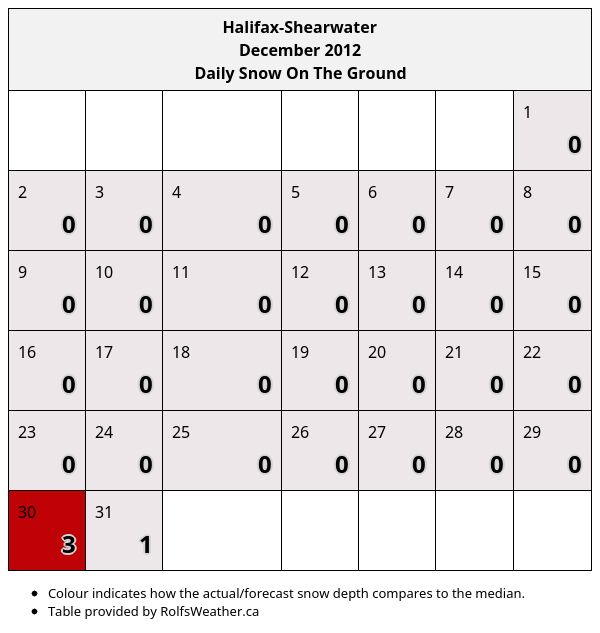 Halifax-Shearwater
December 2012
Daily Snow On The Ground
1
0
2 3 4 5 6 7 8
0 0 0 0 0 0 0
9 10 11 12 13 14 15
0 0 0 0 0 0 0
16 17 18 19 20 21 22
0 0 0 0 0 0 0
23 24 25 26 27 28 29
0 0 0 0 0 0 0
30 31
3 1
Colour indicates how the actual/forecast snow depth compares to the median.
Table provided by RolfsWeather.ca